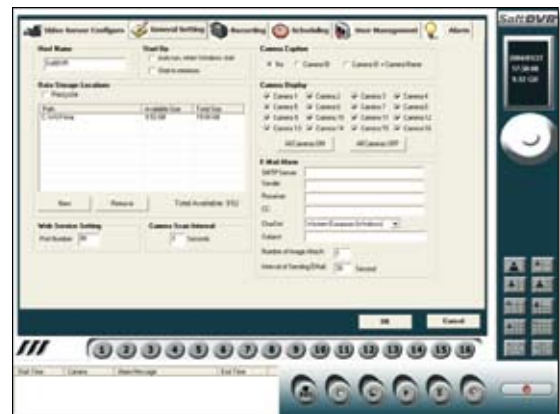 Video Server Configure General Setting Recording Scheduling User Management Alarm
SoftDVR
Host Name
SoftDVR
Start Up
Auto run, when Windows start
Start in minimize
Camera Caption
No Camera ID Camera ID + Camera Name
Data Storage Locations
Recycle
Path Available Size Total Size
New Remove Total Available
Camera Display
Camera 1 Camera 2 Camera 3 Camera 4
Camera 5 Camera 6 Camera 7 Camera 8
Camera 9 Camera 10 Camera 11 Camera 12
Camera 13 Camera 14 Camera 15 Camera 16
All Cameras ON All Cameras OFF
E-Mail Alarm
SMTP Server
Sender
Receiver
CC
CharSet
Subject
Number of Image Attach
Interval of Sending EMail Second
Web Service Setting
Port Number 80
Camera Scan Interval
Seconds
OK Cancel
1 2 3 4 5 6 7 8 9 10 11 12 13 14 15 16
Start Time Camera Alarm Message End Time